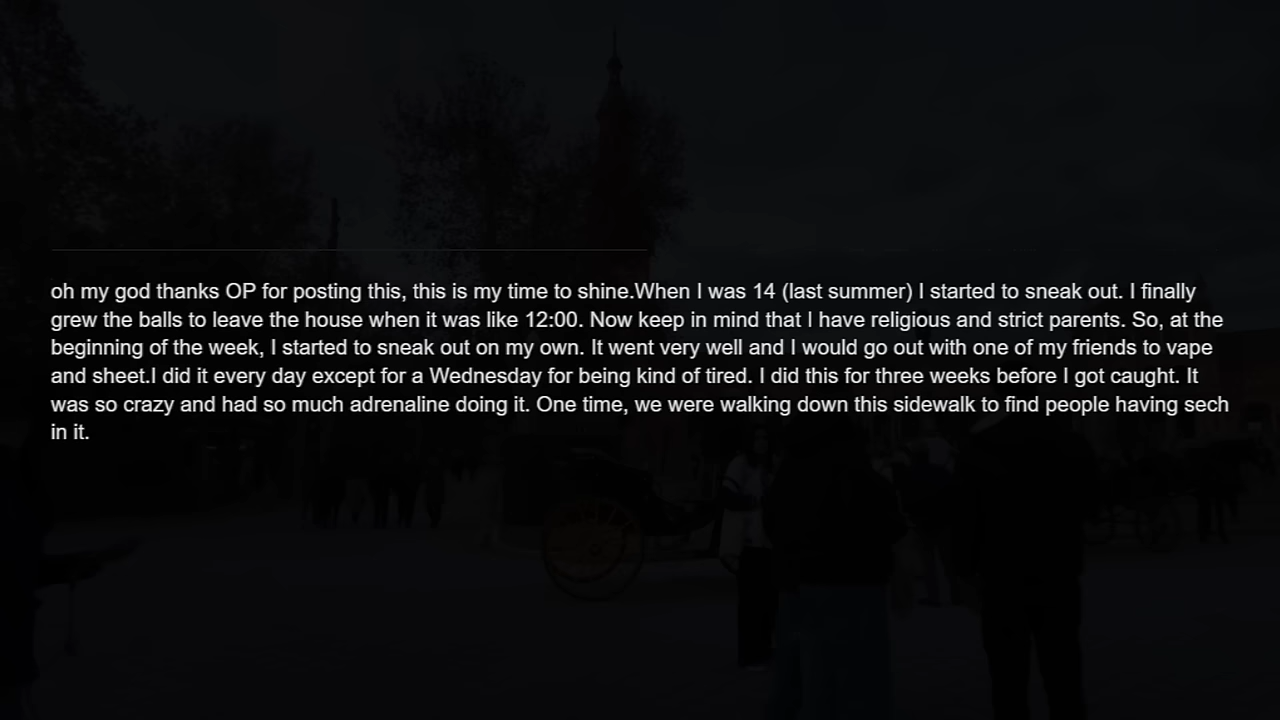 oh my god thanks OP for posting this, this is my time to shine.When I was 14 (last summer) I started to sneak out. I finally
grew the balls to leave the house when it was like 12:00. Now keep in mind that I have religious and strict parents. So, at the
beginning of the week, I started to sneak out on my own. It went very well and I would go out with one of my friends to vape
and sheet.I did it every day except for a Wednesday for being kind of tired. I did this for three weeks before I got caught. It
was so crazy and had so much adrenaline doing it. One time, we were walking down this sidewalk to find people having sech
in it.